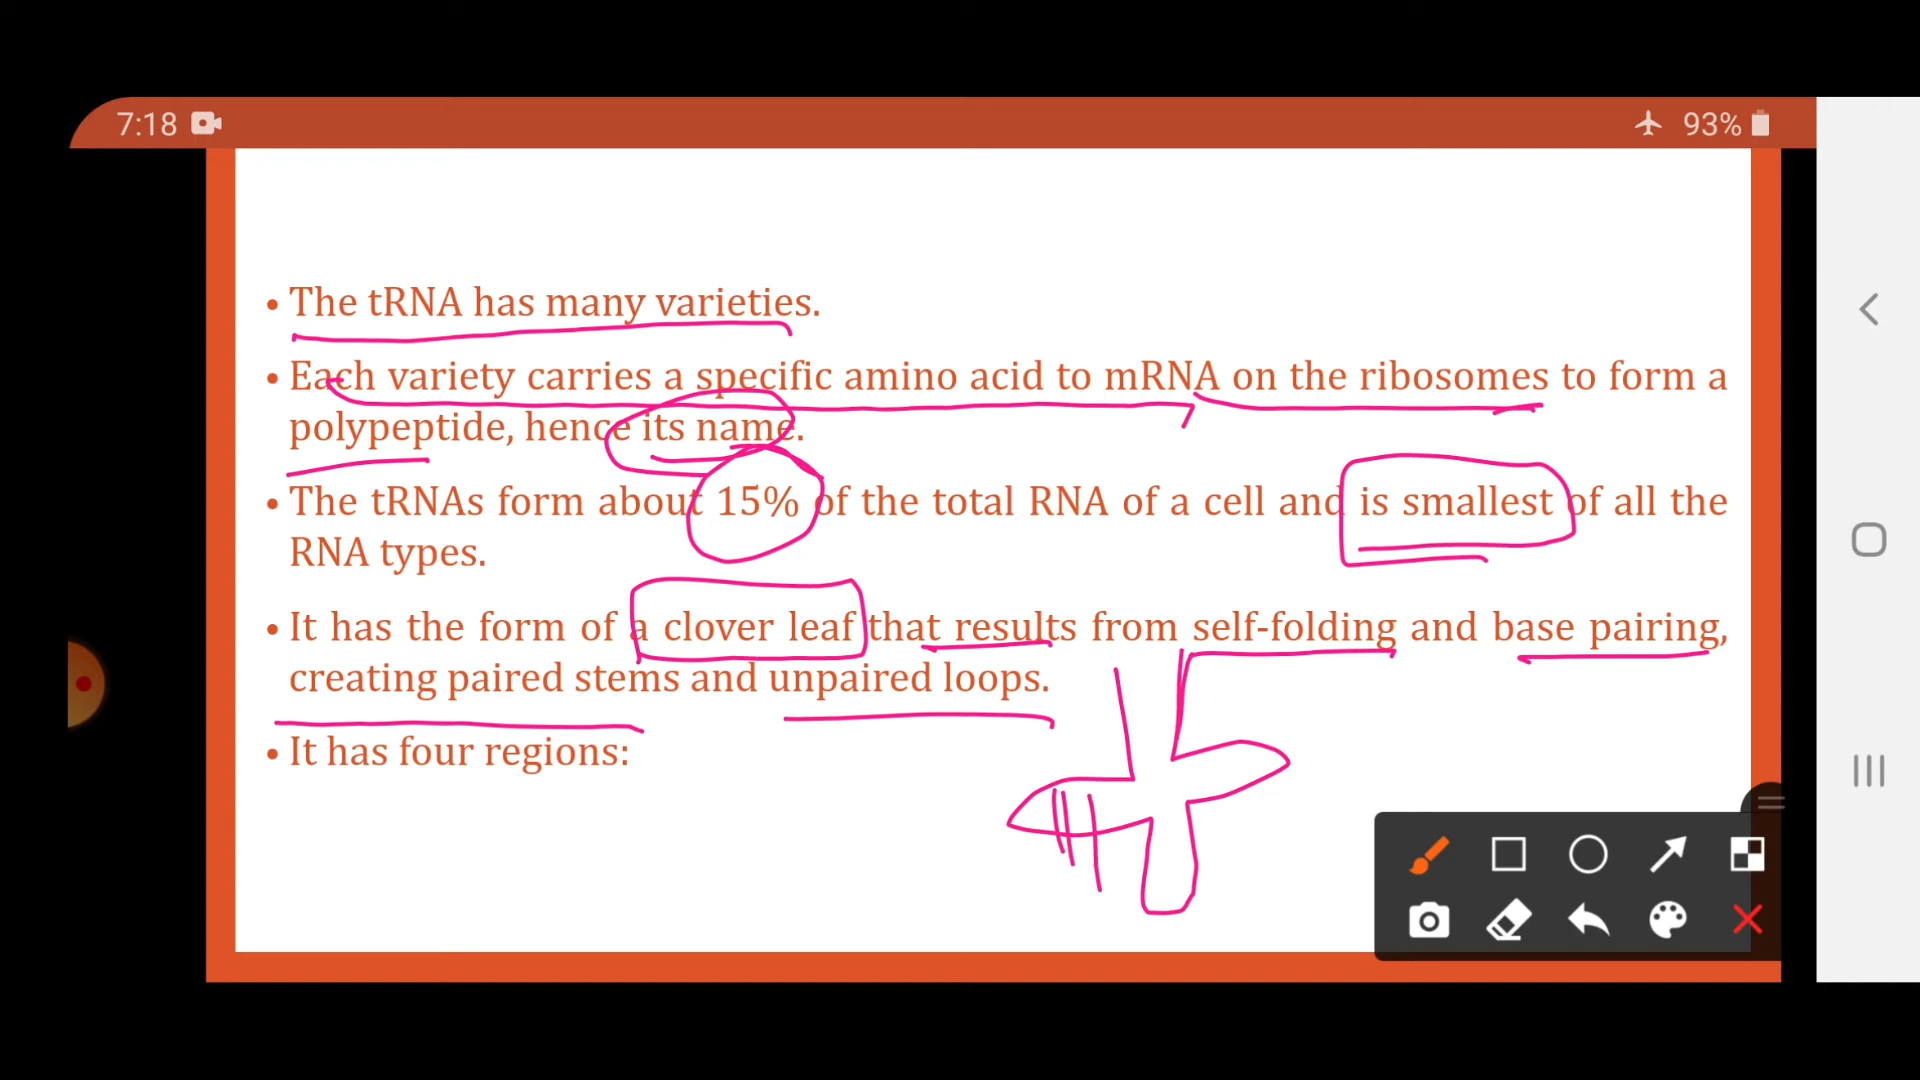 7:18 93%
• The tRNA has many varieties.
• Each variety carries a specific amino acid to mRNA on the ribosomes to form a
polypeptide, hence its name.
• The tRNAs form about 15% of the total RNA of a cell and is smallest of all the
RNA types.
• It has the form of a clover leaf that results from self-folding and base pairing,
creating paired stems and unpaired loops.
• It has four regions: